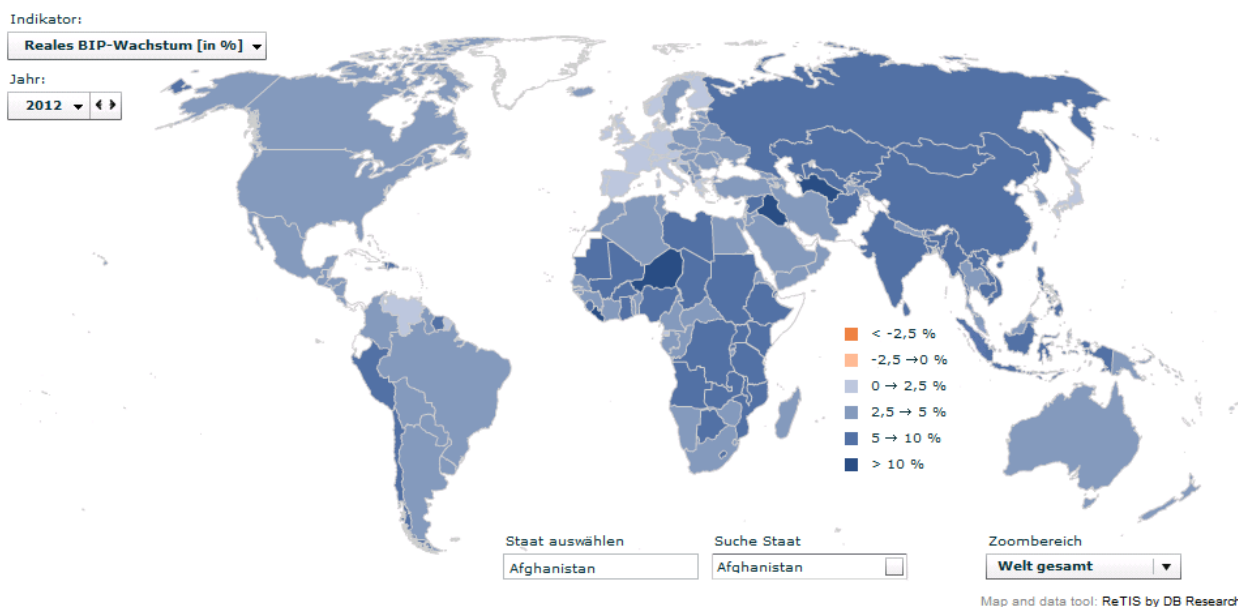 Indikator:
Reales BIP-Wachstum [in %]
Jahr:
2012
< -2,5 %
-2,5 →0 %
0 → 2,5 %
2,5 → 5 %
5 → 10 %
> 10 %
Staat auswählen
Afghanistan
Suche Staat
Afghanistan
Zoombereich
Welt gesamt
Map and data tool: ReTIS by DB Research